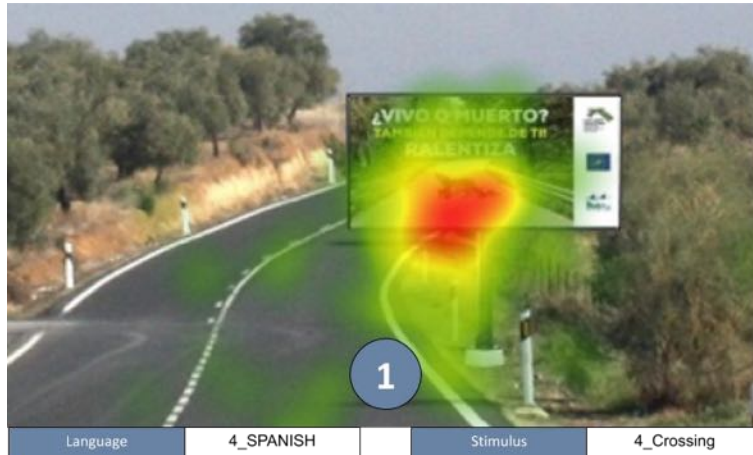 ¿VIVO O MUERTO?
TAMBIÉN DEPENDE DE TI!
RALENTIZA
1
Language 4_SPANISH Stimulus 4_Crossing